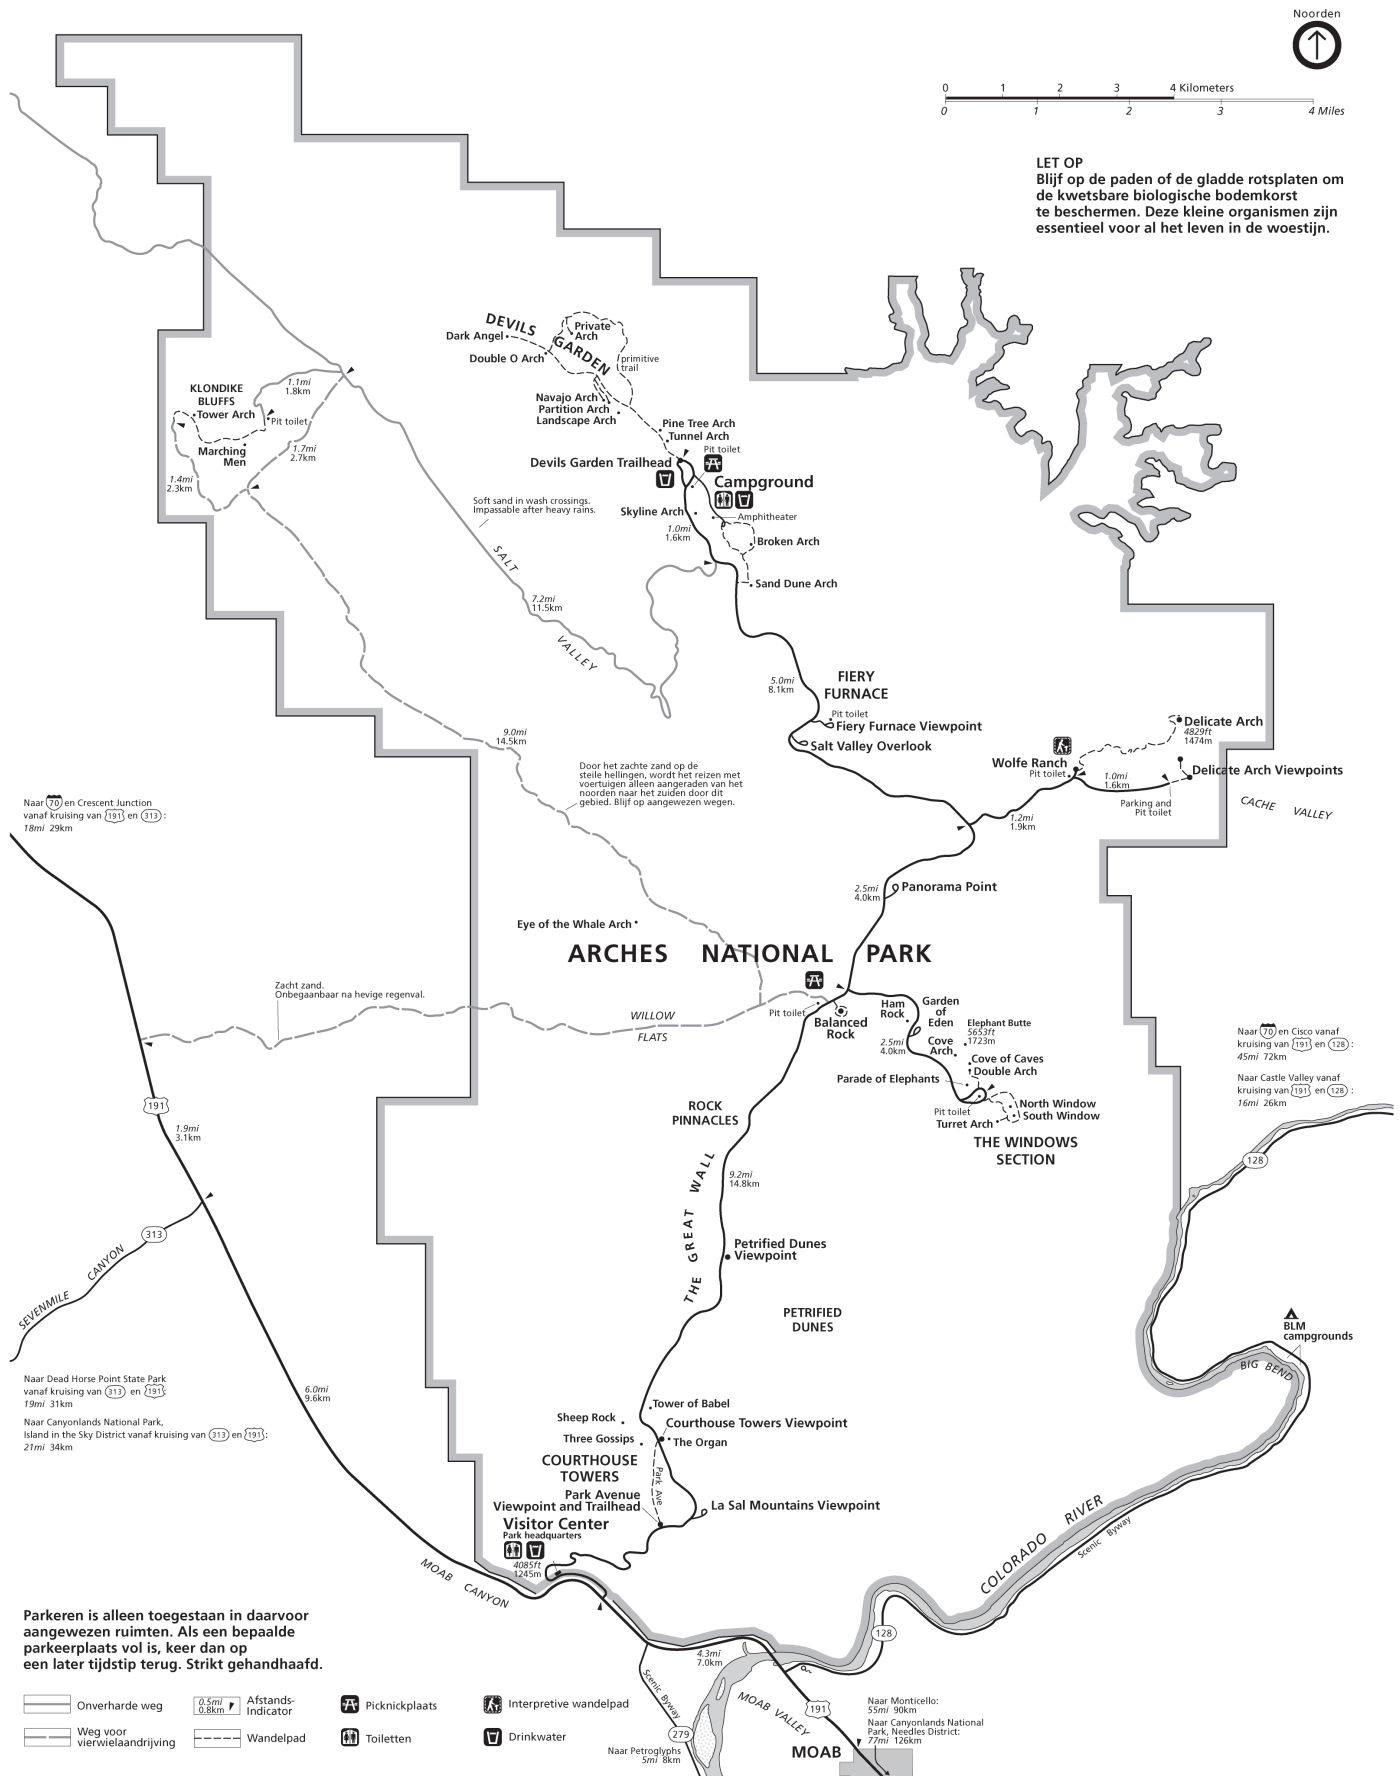 Noorden
0 1 2 3 4 Kilometers
0 1 2 3 4 Miles
LET OP
Blijf op de paden of de gladde rotsplaten om
de kwetsbare biologische bodemkorst
te beschermen. Deze kleine organismen zijn
essentieel voor al het leven in de woestijn.
DEVILS
GARDEN
Private
Arch
Dark Angel
Double O Arch
primitive
trail
Navajo Arch
Partition Arch
Landscape Arch
KLONDIKE
BLUFFS
Tower Arch
1.1mi
1.8km
Pit toilet
Marching
Men
1.7mi
2.7km
1.4mi
2.3km
Pine Tree Arch
Tunnel Arch
Pit toilet
Devils Garden Trailhead
Campground
Soft sand in wash crossings.
Impassable after heavy rains.
Skyline Arch
Amphitheater
1.0mi
1.6km
Broken Arch
Sand Dune Arch
SALT
VALLEY
7.2mi
11.5km
5.0mi
8.1km
FIERY
FURNACE
Pit toilet
Fiery Furnace Viewpoint
Salt Valley Overlook
Delicate Arch
4829ft
1474m
Wolfe Ranch
Pit toilet
1.0mi
1.6km
Delicate Arch Viewpoints
Parking and
Pit toilet
CACHE VALLEY
1.2mi
1.9km
9.0mi
14.5km
Door het zachte zand op de
steile hellingen, wordt het reizen met
voertuigen alleen aangeraden van het
noorden naar het zuiden door dit
gebied. Blijf op aangewezen wegen.
Naar 70 en Crescent Junction
vanaf kruising van 191 en 313 :
18mi 29km
2.5mi
4.0km
Panorama Point
Eye of the Whale Arch
ARCHES NATIONAL PARK
Zacht zand.
Onbegaanbaar na hevige regenval.
WILLOW
FLATS
Pit toilet
Balanced
Rock
Ham
Rock
Garden
of
Eden
Elephant Butte
5653ft
1723m
2.5mi
4.0km
Cove
Arch
Cove of Caves
Double Arch
Parade of Elephants
Pit toilet
North Window
South Window
Turret Arch
THE WINDOWS
SECTION
Naar 70 en Cisco vanaf
kruising van 191 en 128 :
45mi 72km
Naar Castle Valley vanaf
kruising van 191 en 128 :
16mi 26km
128
191
1.9mi
3.1km
313
SEVENMILE CANYON
ROCK
PINNACLES
THE GREAT WALL
9.2mi
14.8km
Petrified Dunes
Viewpoint
PETRIFIED
DUNES
BLM
campgrounds
BIG BEND
Naar Dead Horse Point State Park
vanaf kruising van 313 en 191:
19mi 31km
Naar Canyonlands National Park,
Island in the Sky District vanaf kruising van 313 en 191:
21mi 34km
6.0mi
9.6km
Tower of Babel
Sheep Rock
Courthouse Towers Viewpoint
Three Gossips
The Organ
COURTHOUSE
TOWERS
Park Ave
Park Avenue
Viewpoint and Trailhead
La Sal Mountains Viewpoint
Visitor Center
Park headquarters
4085ft
1245m
MOAB CANYON
COLORADO RIVER
Scenic Byway
128
Parkeren is alleen toegestaan in daarvoor
aangewezen ruimten. Als een bepaalde
parkeerplaats vol is, keer dan op
een later tijdstip terug. Strikt gehandhaafd.
4.3mi
7.0km
Scenic Byway
279
Naar Petroglyphs
5mi 8km
MOAB VALLEY
191
MOAB
Naar Monticello:
55mi 90km
Naar Canyonlands National
Park, Needles District:
77mi 126km
Onverharde weg
Weg voor
vierwielaandrijving
0.5mi
0.8km
Afstands-
Indicator
Wandelpad
Picknickplaats
Toiletten
Interpretive wandelpad
Drinkwater